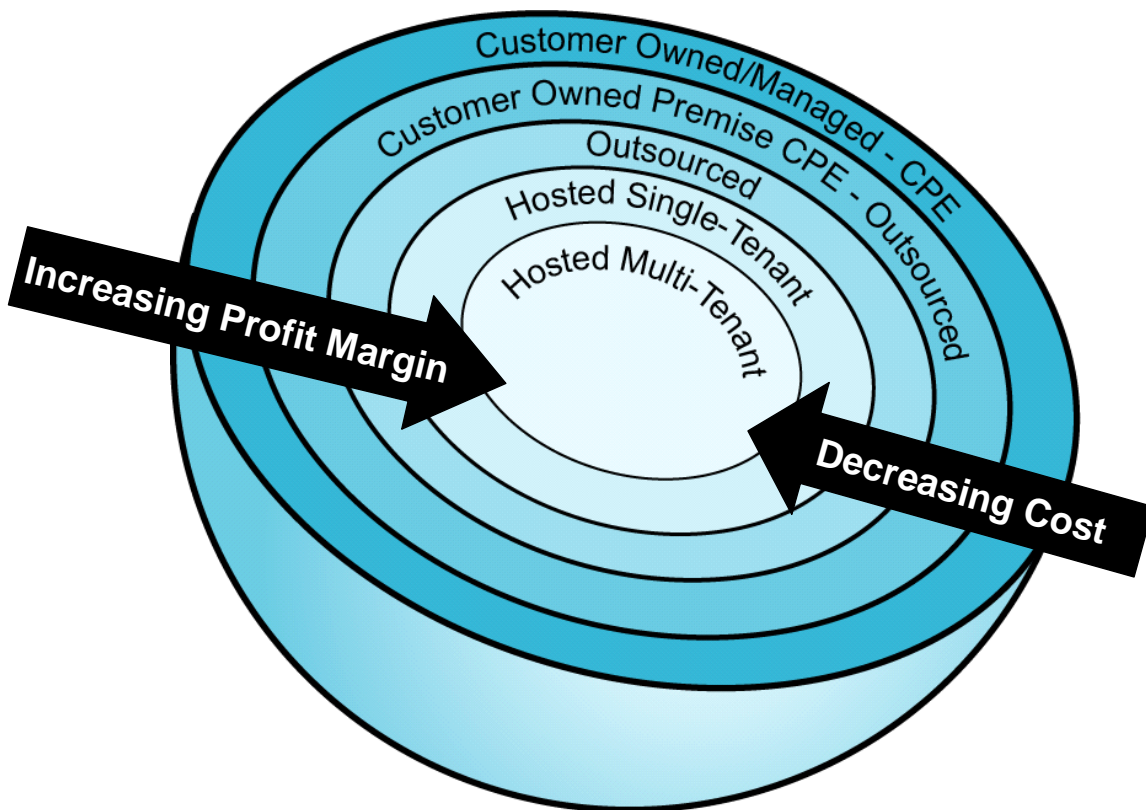 Customer Owned/Managed - CPE
Customer Owned Premise CPE - Outsourced
Outsourced
Hosted Single-Tenant
Hosted Multi-Tenant
Increasing Profit Margin
Decreasing Cost